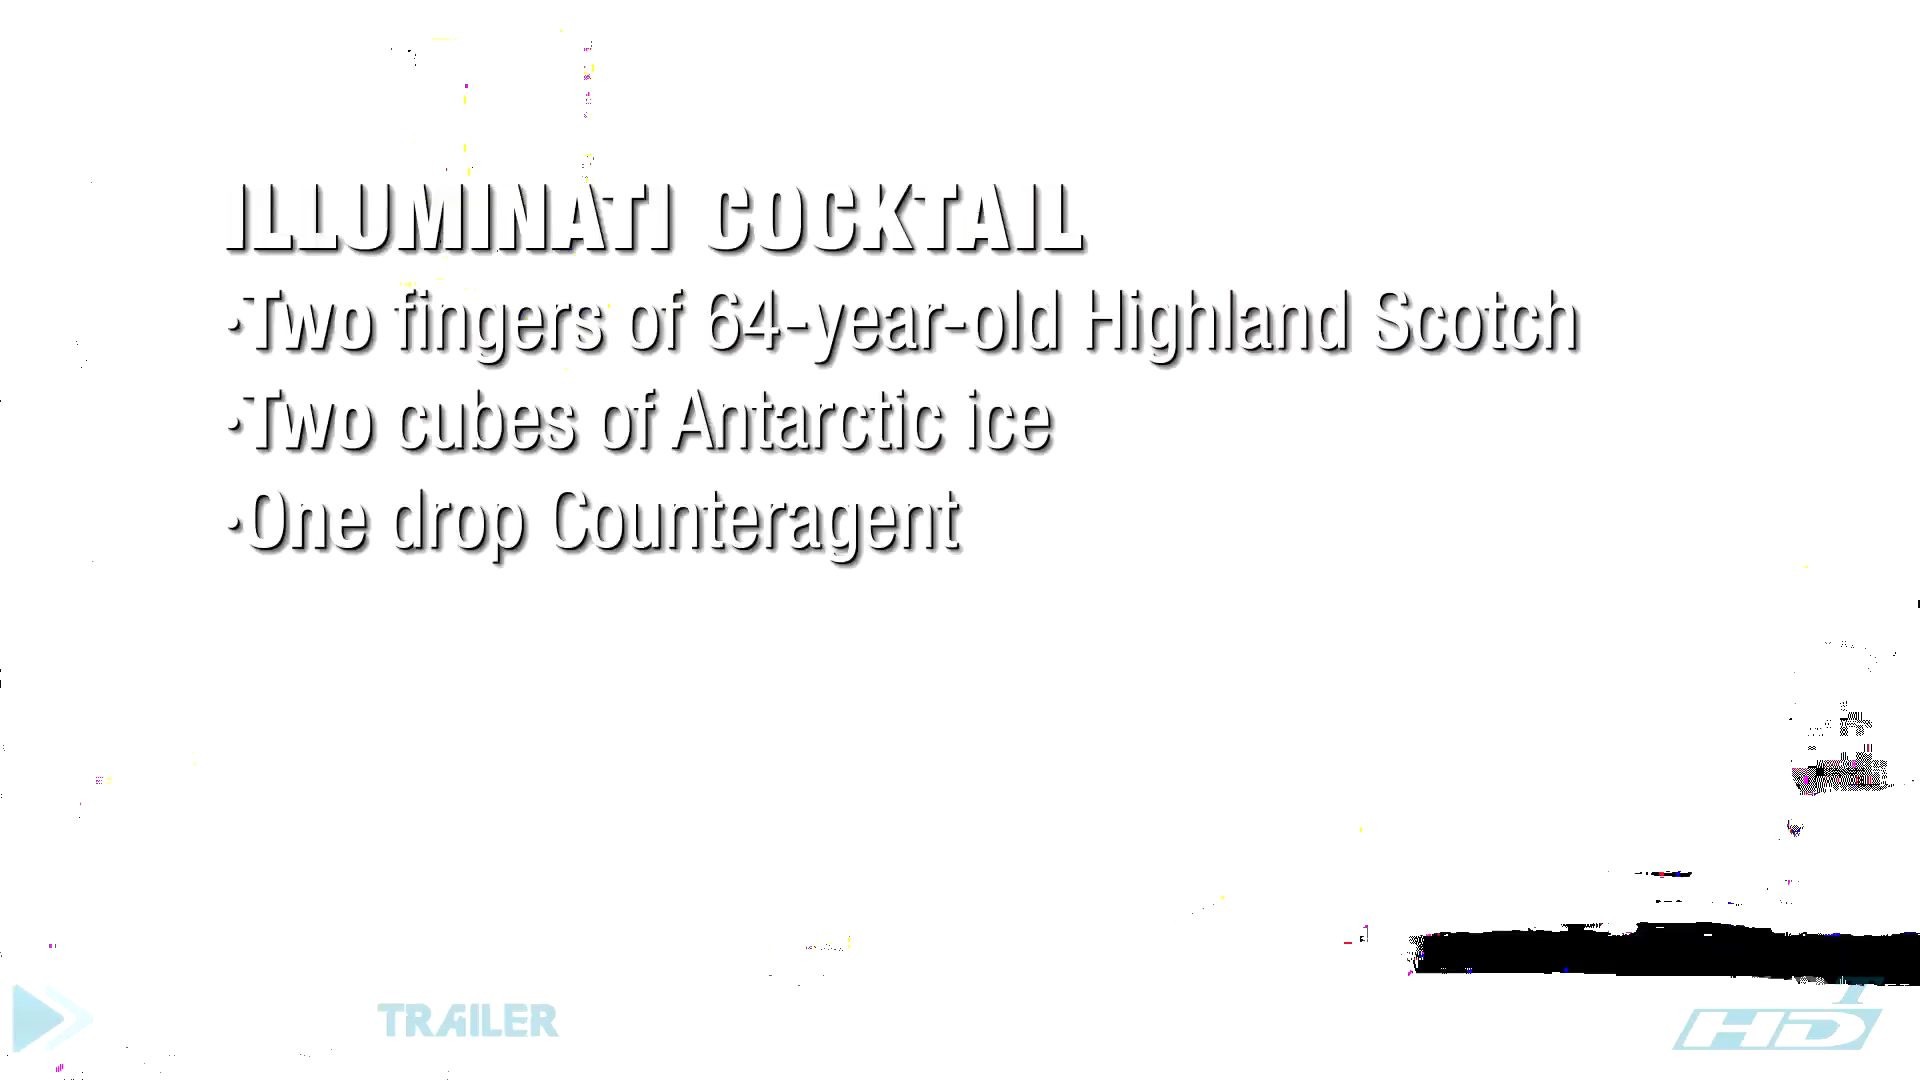 ILLUMINATI COCKTAIL
·Two fingers of 64-year-old Highland Scotch
·Two cubes of Antarctic ice
·One drop Counteragent
TRAILER
HD